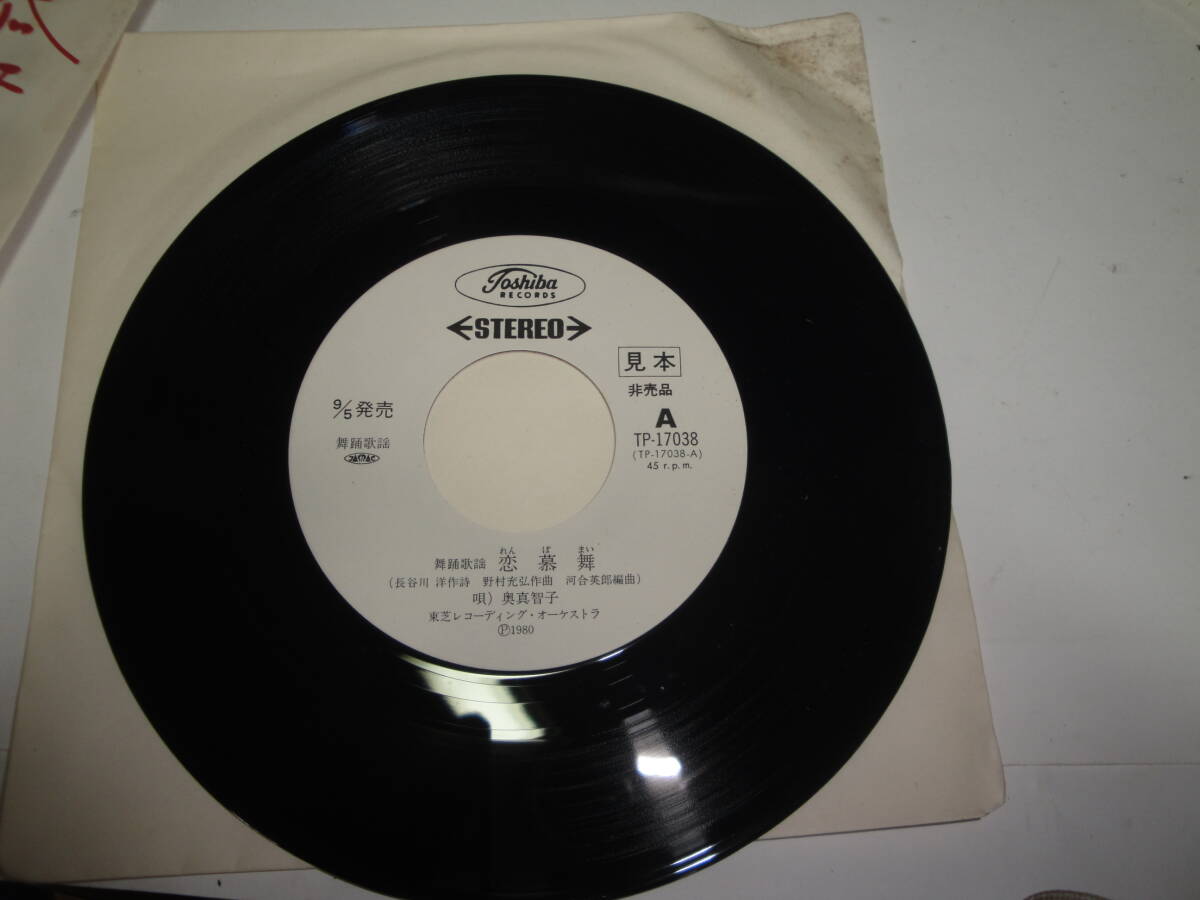 Toshiba
RECORDS
STEREO
見本
非売品
9/5発売
A
TP-17038
(TP-17038-A)
45 r.p.m.
舞踊歌謡
JASRAC
れん ぼ まい
舞踊歌謡 恋慕舞
(長谷川 洋作詩 野村充弘作曲 河合英郎編曲)
唄) 奥真智子
東芝レコーディング・オーケストラ
Ⓟ1980